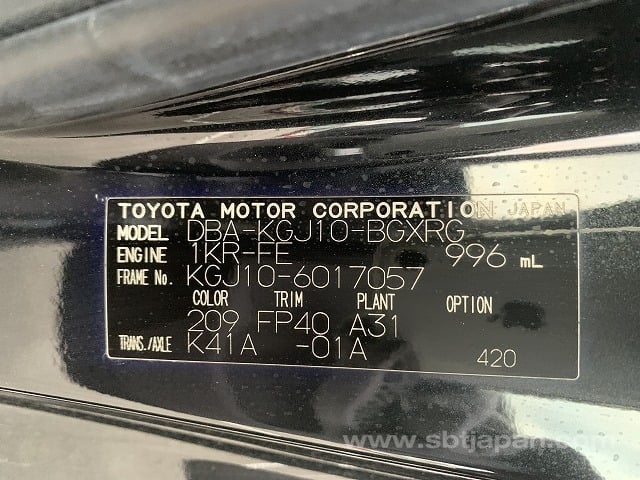 TOYOTA MOTOR CORPORATION JAPAN
MODEL DBA-KGJ10-BGXRG
ENGINE 1KR-FE 996 mL
FRAME No. KGJ10-6017057
COLOR TRIM PLANT OPTION
209 FP40 A31
TRANS./AXLE K41A -01A 420
www.sbtjapan.com